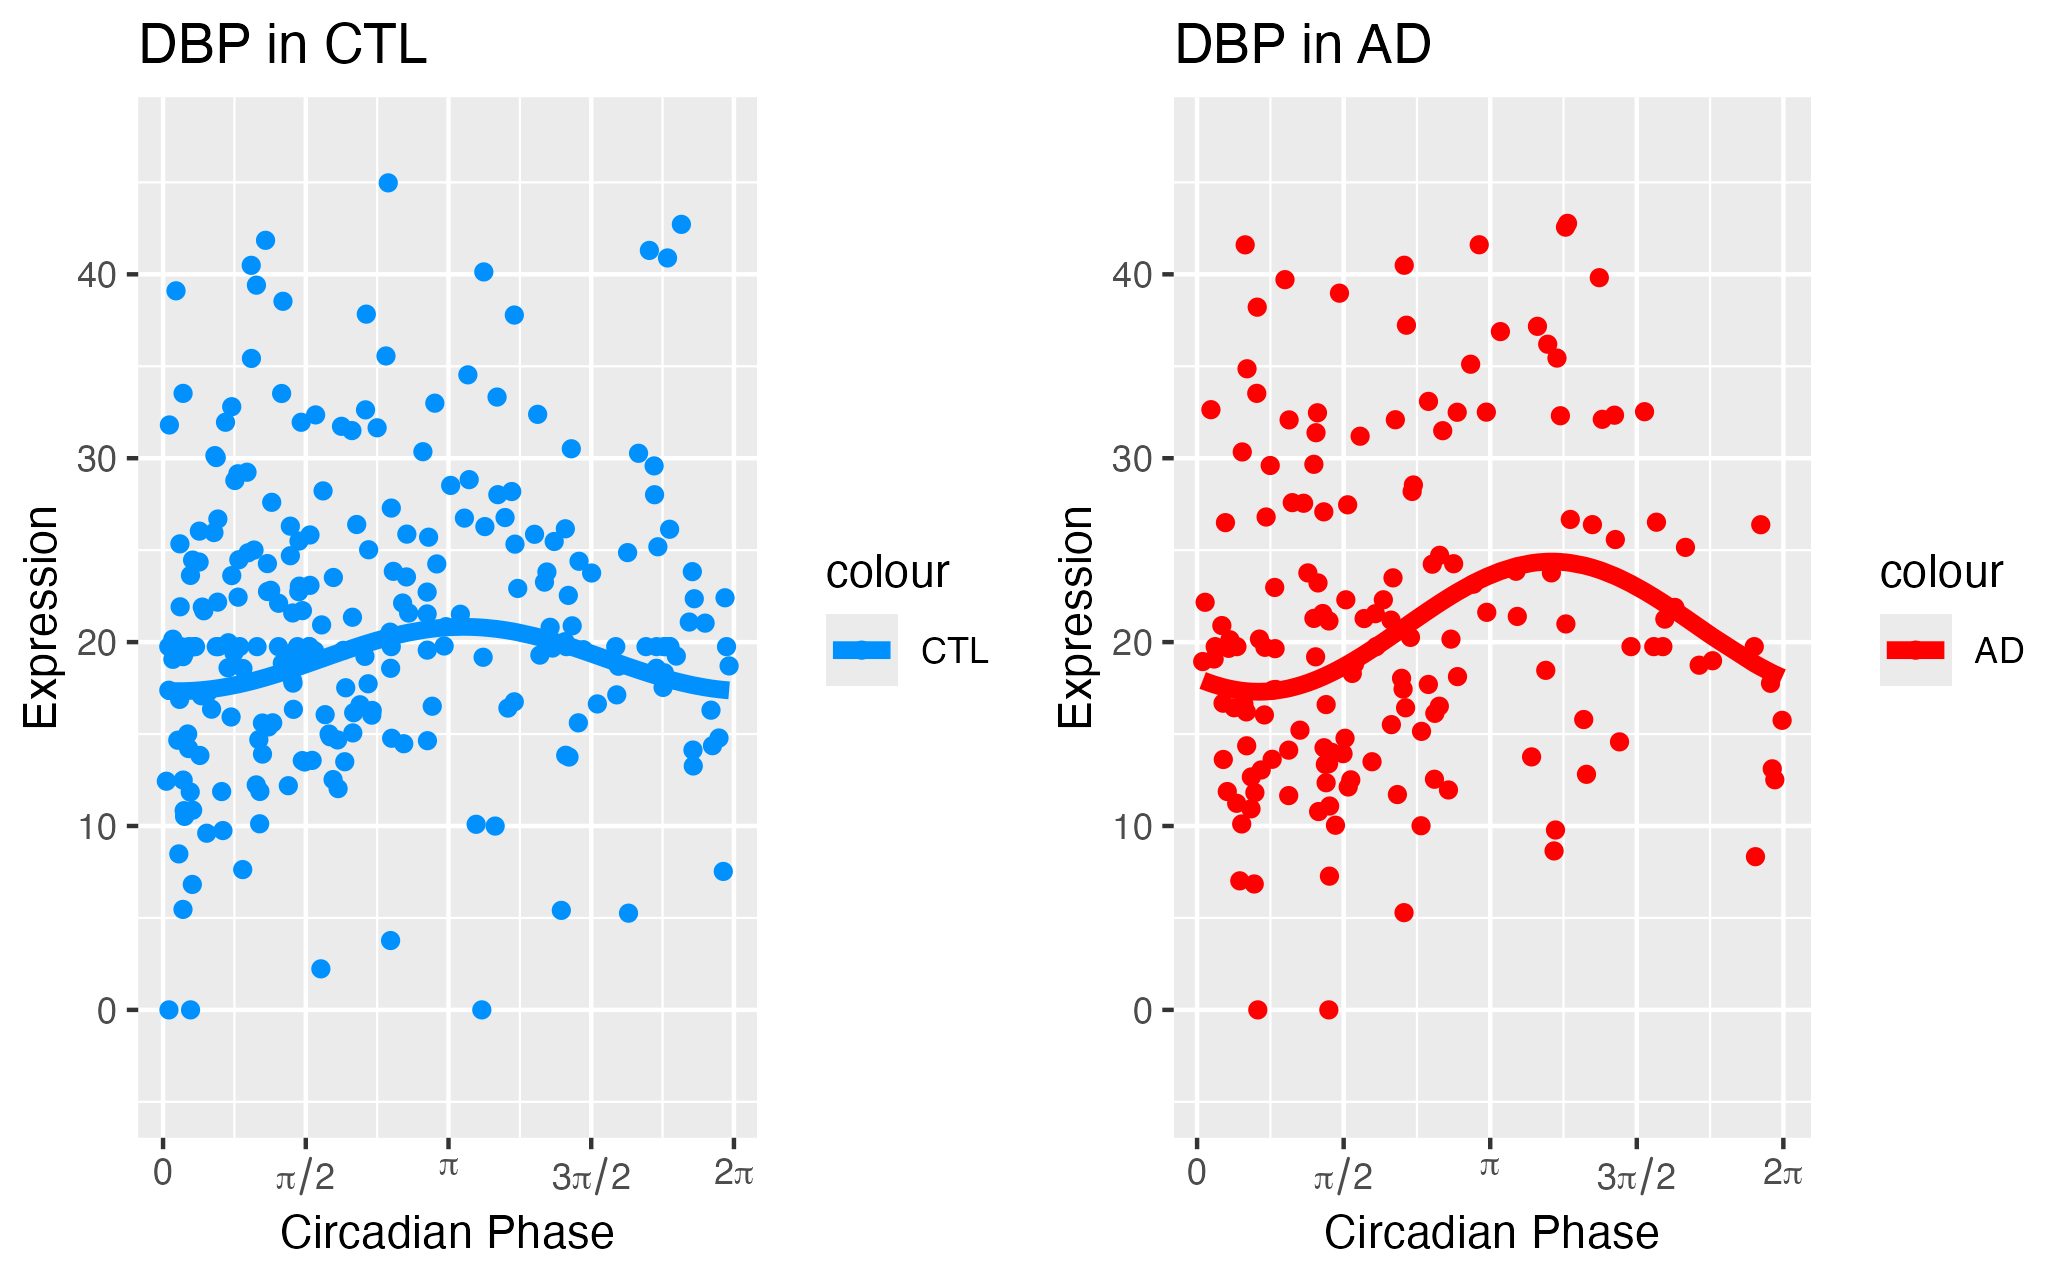 DBP in CTL
Expression
40
30
20
10
0
0 π/2 π 3π/2 2π
Circadian Phase
colour
CTL
DBP in AD
Expression
40
30
20
10
0
0 π/2 π 3π/2 2π
Circadian Phase
colour
AD